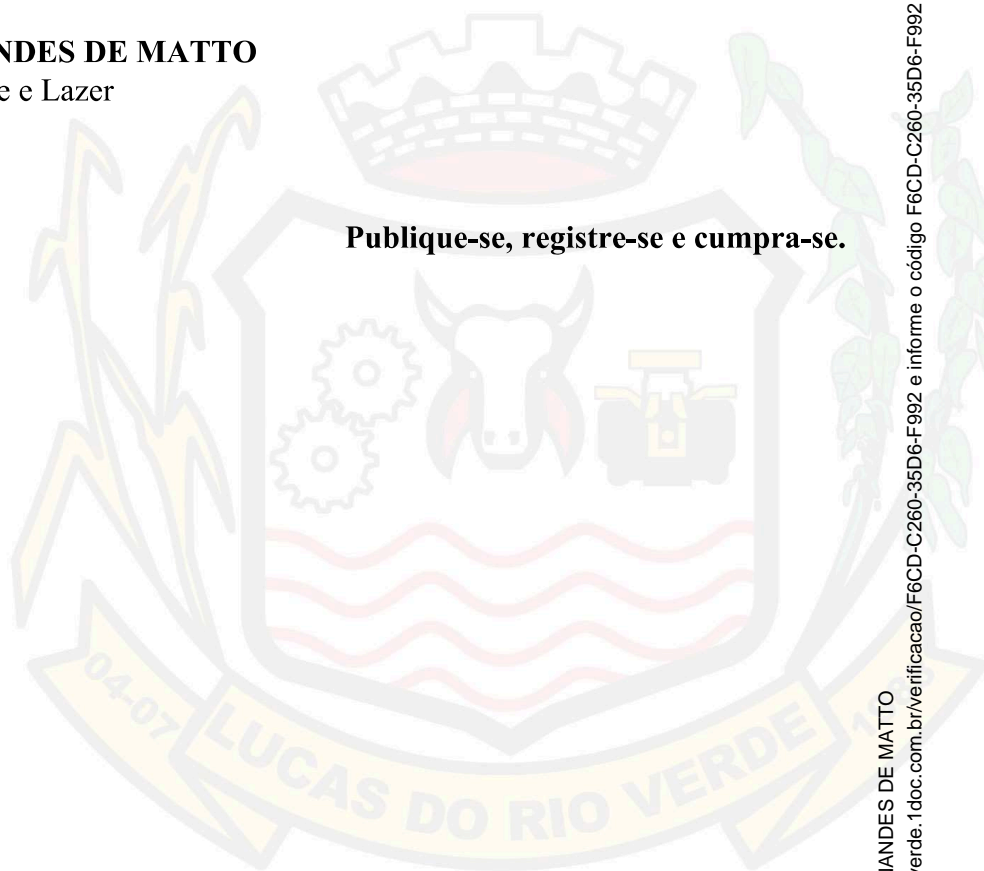 NDES DE MATTO
e e Lazer
Publique-se, registre-se e cumpra-se.
04-07
LUCAS DO RIO VERDE
IANDES DE MATTO
verde.1doc.com.br/verificacao/F6CD-C260-35D6-F992 e informe o código F6CD-C260-35D6-F992